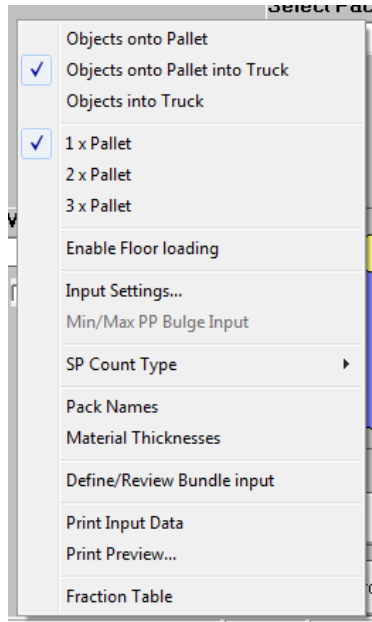 Select Pac
Objects onto Pallet
Objects onto Pallet into Truck
Objects into Truck
1 x Pallet
2 x Pallet
3 x Pallet
Enable Floor loading
Input Settings...
Min/Max PP Bulge Input
SP Count Type
Pack Names
Material Thicknesses
Define/Review Bundle input
Print Input Data
Print Preview...
Fraction Table